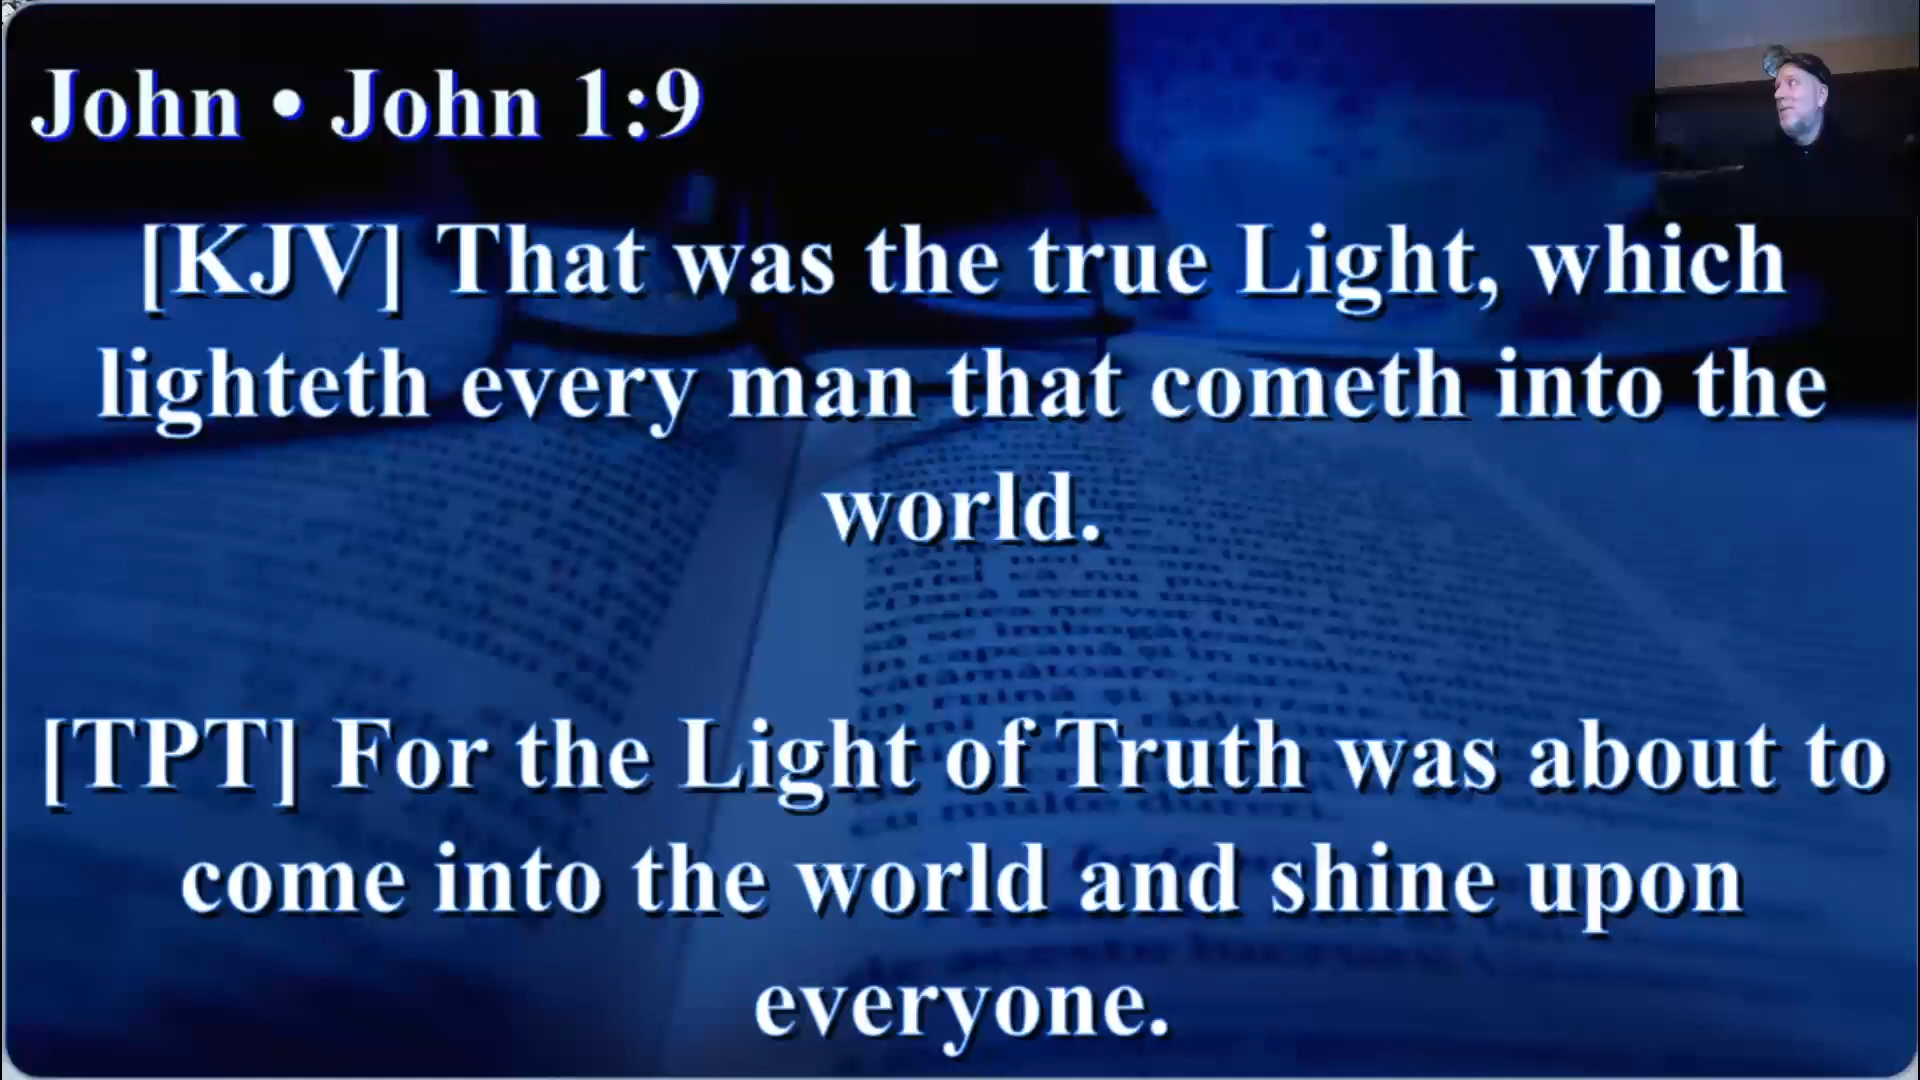 John • John 1:9
[KJV] That was the true Light, which
lighteth every man that cometh into the
world.
[TPT] For the Light of Truth was about to
come into the world and shine upon
everyone.